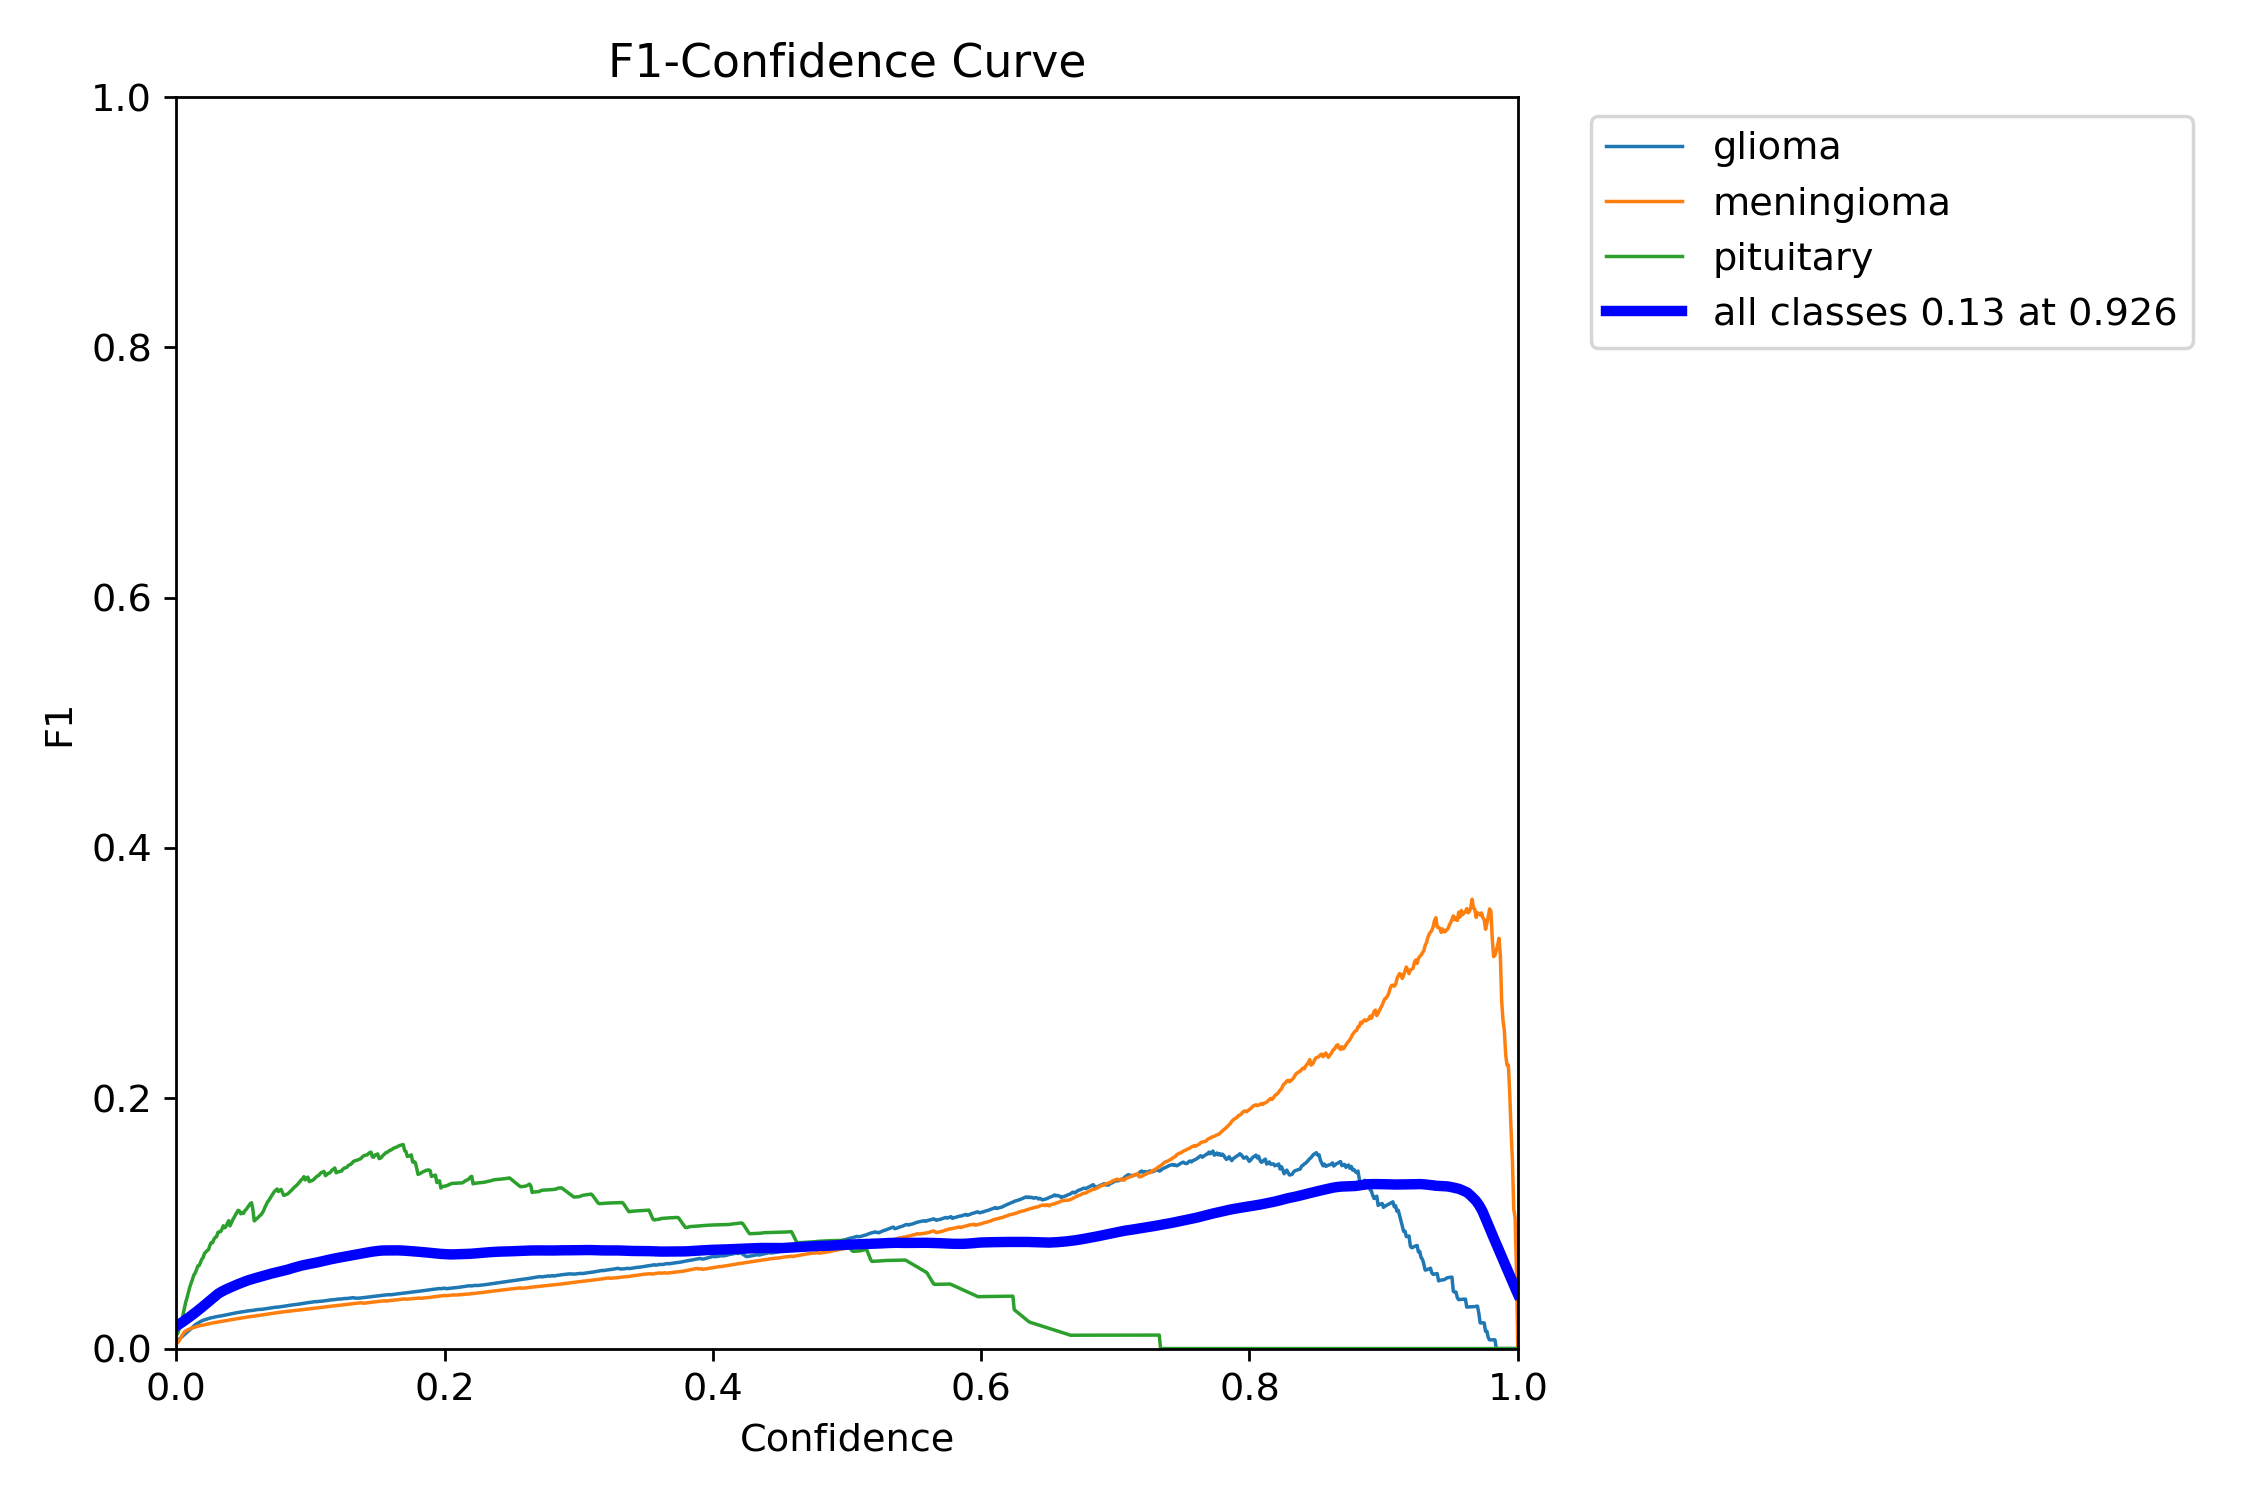 F1-Confidence Curve
1.0
0.8
0.6
0.4
0.2
0.0
F1
0.0 0.2 0.4 0.6 0.8 1.0
Confidence
glioma
meningioma
pituitary
all classes 0.13 at 0.926